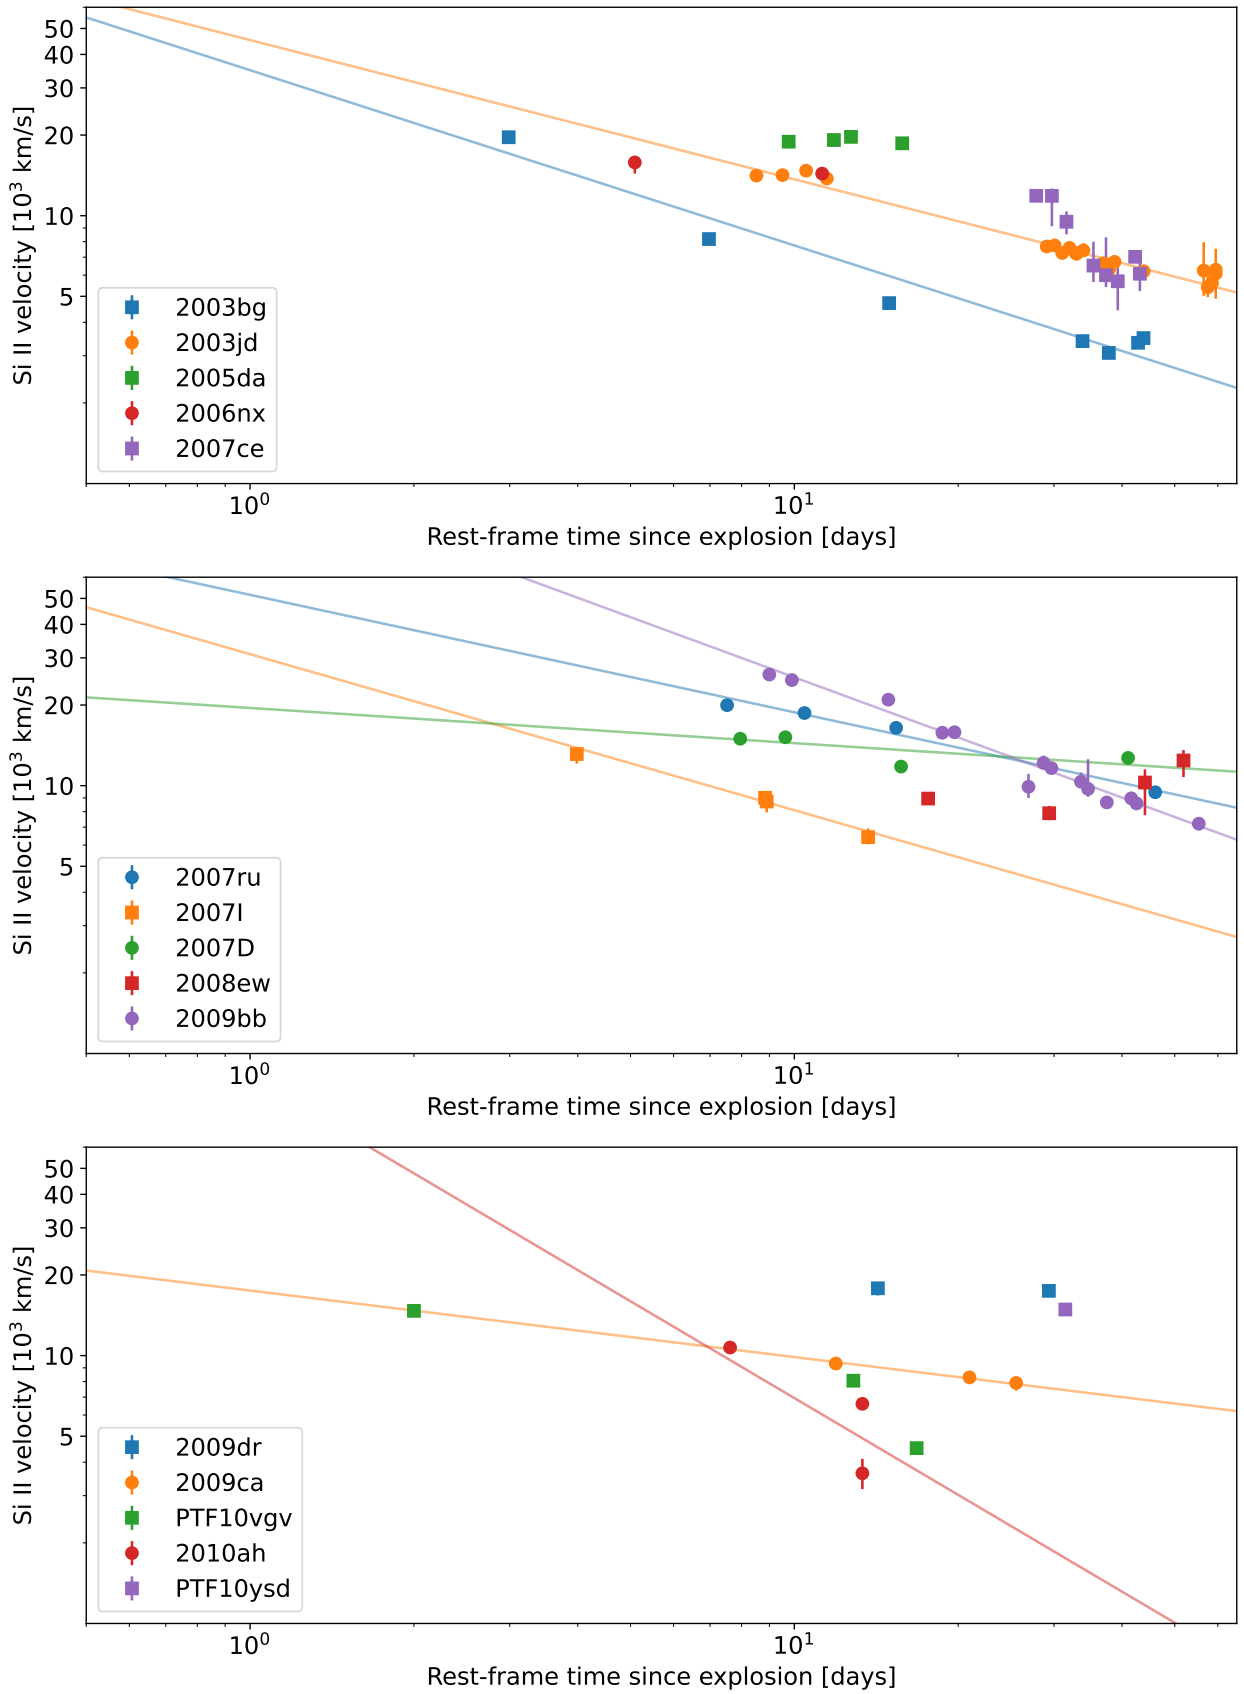 50
40
30
20
10
5
Si II velocity [10³ km/s]
2003bg
2003jd
2005da
2006nx
2007ce
10⁰ 10¹
Rest-frame time since explosion [days]
50
40
30
20
10
5
Si II velocity [10³ km/s]
2007ru
2007I
2007D
2008ew
2009bb
10⁰ 10¹
Rest-frame time since explosion [days]
50
40
30
20
10
5
Si II velocity [10³ km/s]
2009dr
2009ca
PTF10vgv
2010ah
PTF10ysd
10⁰ 10¹
Rest-frame time since explosion [days]